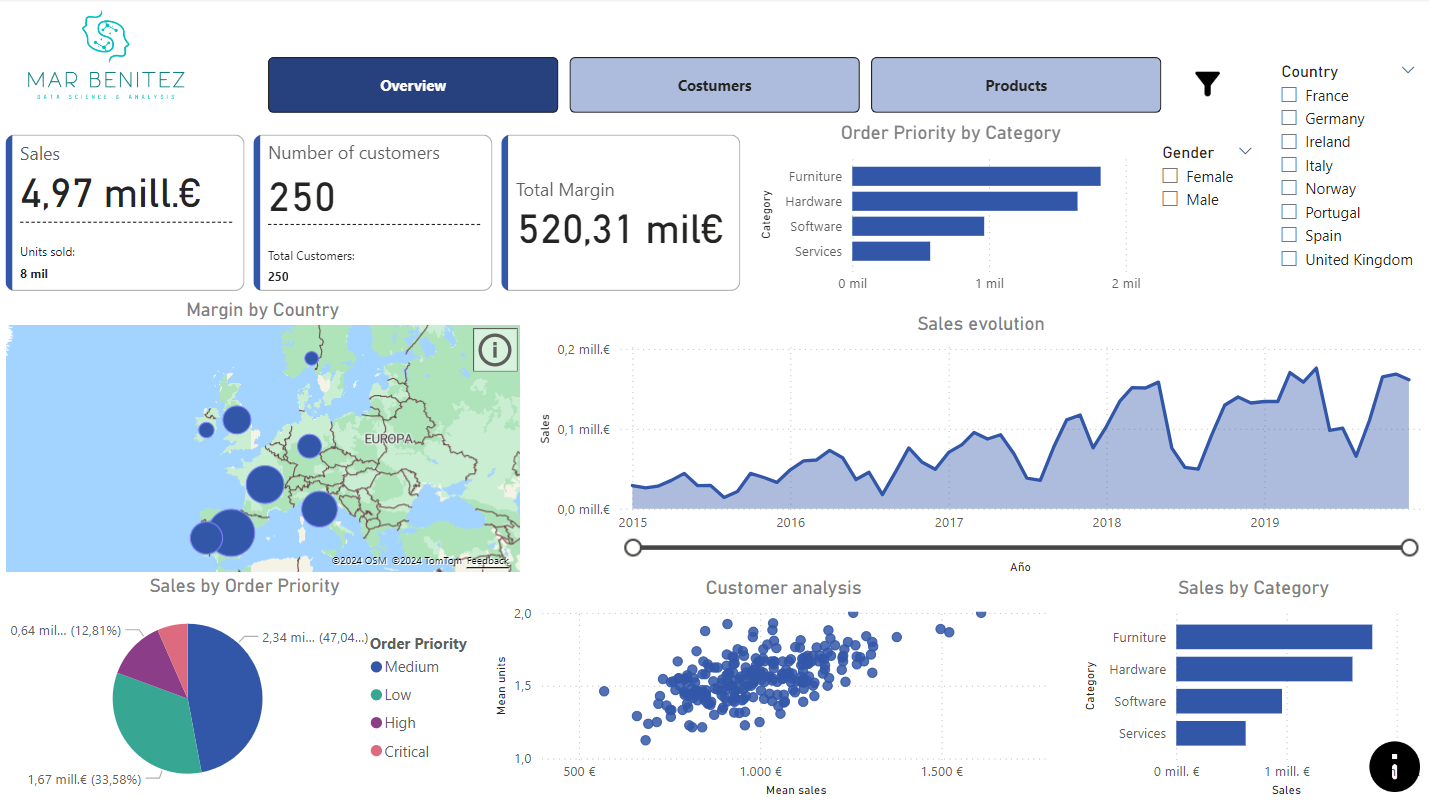 MAR BENITEZ
DATA SCIENCE & ANALYSIS
Overview
Costumers
Products
Sales
4,97 mill.€
Units sold:
8 mil
Number of customers
250
Total Customers:
250
Total Margin
520,31 mil€
Order Priority by Category
Category
Furniture
Hardware
Software
Services
0 mil
1 mil
2 mil
Gender
Female
Male
Country
France
Germany
Ireland
Italy
Norway
Portugal
Spain
United Kingdom
Margin by Country
EUROPA
©2024 OSM ©2024 TomTom Feedback
Sales evolution
Sales
0,2 mill.€
0,1 mill.€
0,0 mill.€
2015
2016
2017
2018
2019
Año
Sales by Order Priority
0,64 mil... (12,81%)
2,34 mi... (47,04...)
1,67 mill.€ (33,58%)
Order Priority
Medium
Low
High
Critical
Customer analysis
Mean units
2,0
1,5
1,0
500 €
1.000 €
1.500 €
Mean sales
Sales by Category
Category
Furniture
Hardware
Software
Services
0 mill. €
1 mill. €
Sales